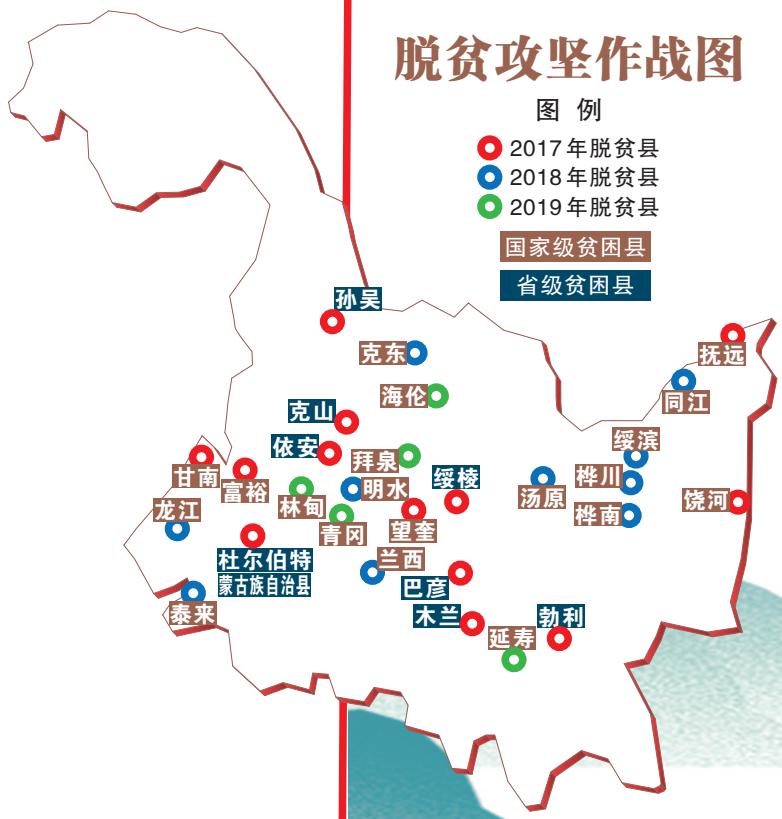 脱贫攻坚作战图
图 例
2017年脱贫县
2018年脱贫县
2019年脱贫县
国家级贫困县
省级贫困县
孙吴
克东
抚远
海伦
同江
克山
依安
绥滨
拜泉
甘南
富裕
林甸
明水
绥棱
汤原
桦川
饶河
龙江
青冈
望奎
桦南
兰西
杜尔伯特
蒙古族自治县
巴彦
泰来
木兰
延寿
勃利